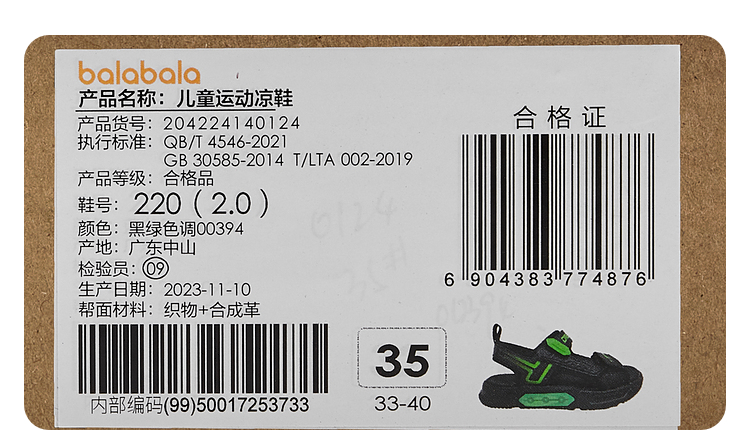 balabala
产品名称：儿童运动凉鞋
产品货号：204224140124
执行标准：QB/T 4546-2021
GB 30585-2014 T/LTA 002-2019
产品等级：合格品
鞋号：220（2.0）
颜色：黑绿色调00394
产地：广东中山
检验员：09
生产日期：2023-11-10
帮面材料：织物+合成革
内部编码(99)50017253733
35
33-40
合格证
6 904383 774876